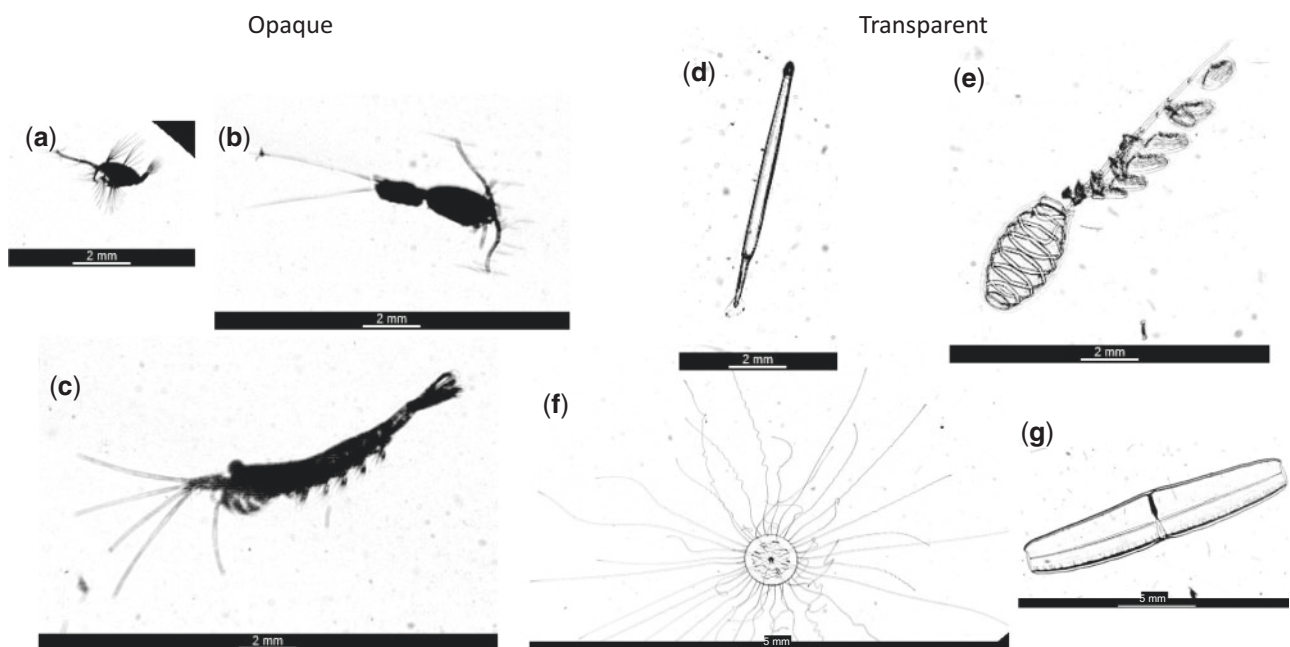 Opaque
Transparent
(a)
2 mm
(b)
2 mm
(c)
2 mm
(d)
2 mm
(e)
2 mm
(f)
5 mm
(g)
5 mm